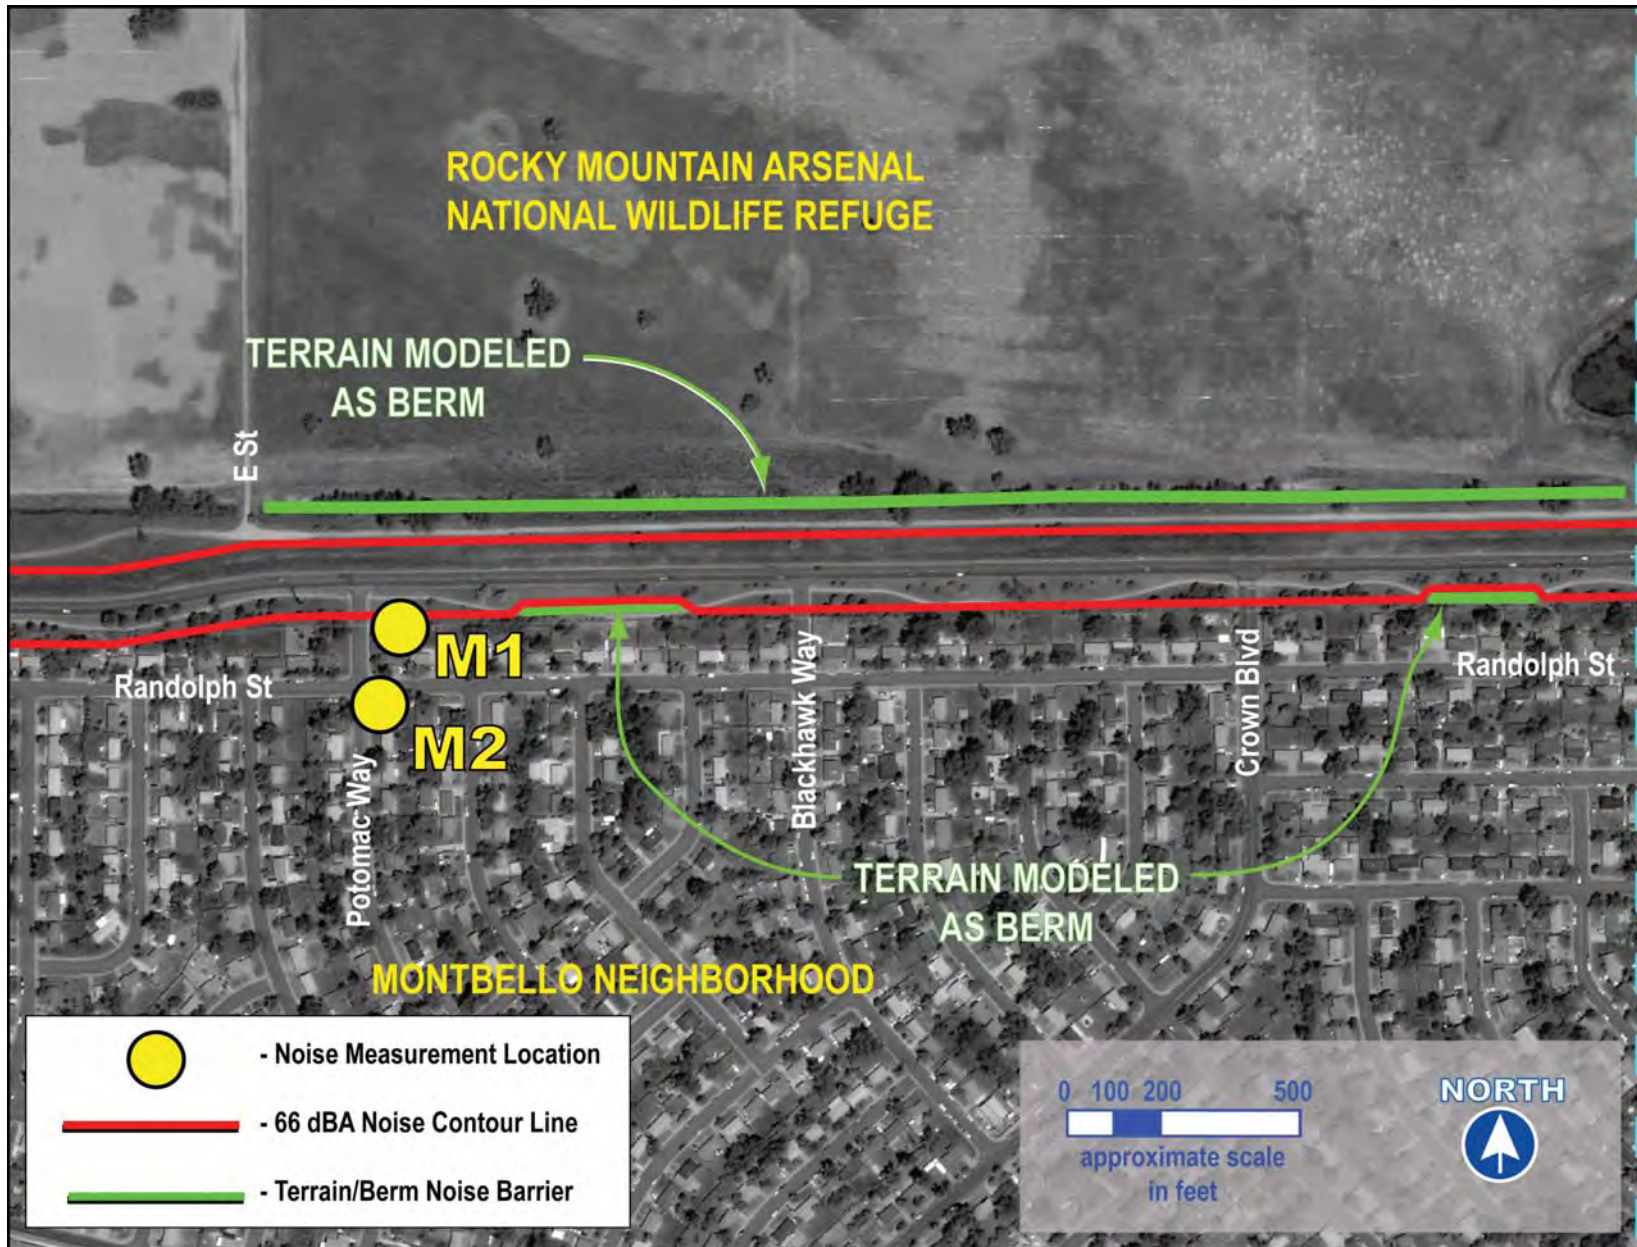 ROCKY MOUNTAIN ARSENAL
NATIONAL WILDLIFE REFUGE
TERRAIN MODELED
AS BERM
E St
M1
Randolph St
Randolph St
M2
Potomac Way
Blackhawk Way
Crown Blvd
TERRAIN MODELED
AS BERM
MONTBELLO NEIGHBORHOOD
- Noise Measurement Location
- 66 dBA Noise Contour Line
- Terrain/Berm Noise Barrier
0 100 200 500
approximate scale
in feet
NORTH